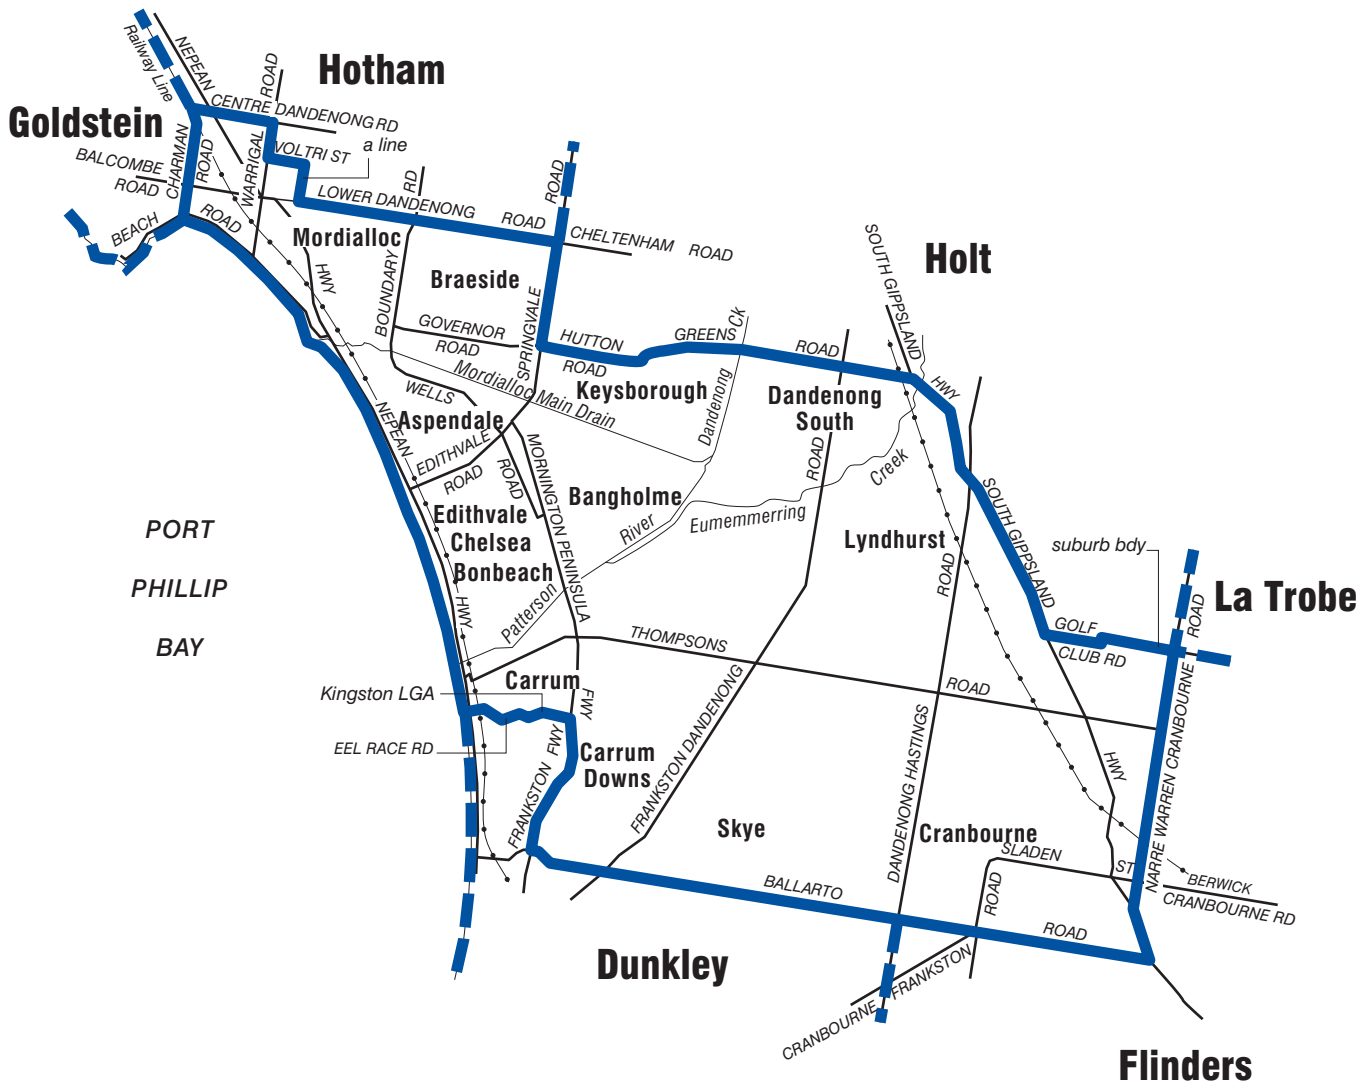 Hotham
Goldstein
Railway Line
NEPEAN
ROAD
CENTRE DANDENONG RD
CHARMAN
ROAD
WARRIGAL
VOLTRI ST
a line
BALCOMBE
ROAD
BEACH
ROAD
LOWER DANDENONG
ROAD
RD
ROAD
CHELTENHAM ROAD
Mordialloc
HWY
BOUNDARY
Braeside
SPRINGVALE
GOVERNOR
ROAD
HUTTON
ROAD
GREENS
ROAD
Dandenong
Ck
SOUTH GIPPSLAND
HWY
Holt
WELLS
ROAD
Mordialloc Main Drain
Keysborough
Dandenong
South
ROAD
NEPEAN
Aspendale
EDITHVALE
ROAD
MORNINGTON PENINSULA
FWY
Bangholme
River
Eumemmerring
Creek
Edithvale
Chelsea
Bonbeach
Patterson
HWY
PORT
PHILLIP
BAY
Lyndhurst
ROAD
SOUTH GIPPSLAND
HWY
suburb bdy
La Trobe
ROAD
GOLF
CLUB RD
NARRE WARREN CRANBOURNE
THOMPSONS
ROAD
Carrum
Kingston LGA
EEL RACE RD
FRANKSTON
FWY
Carrum
Downs
FRANKSTON DANDENONG
DANDENONG HASTINGS
Skye
Cranbourne
SLADEN
ST
BERWICK
CRANBOURNE RD
ROAD
BALLARTO
ROAD
Dunkley
CRANBOURNE
FRANKSTON
Flinders